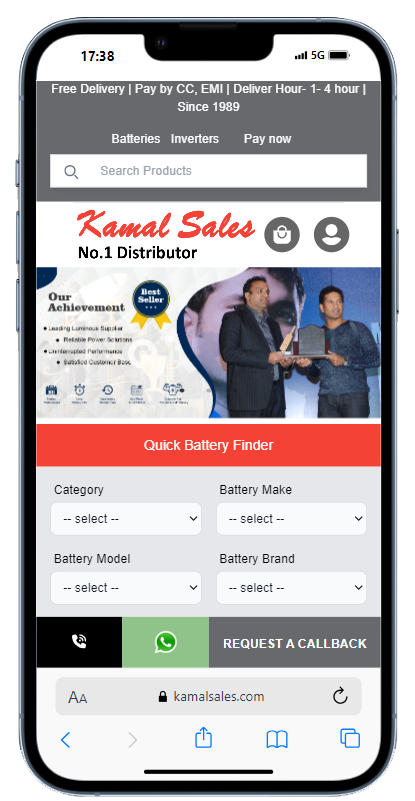 17:38
5G
Free Delivery | Pay by CC, EMI | Deliver Hour- 1- 4 hour |
Since 1989
Batteries Inverters Pay now
Search Products
Kamal Sales
No.1 Distributor
Our
Achievement
Best
Seller
Leading Luminous Supplier
Reliable Power Solutions
Uninterrupted Performance
Satisfied Customer Base
Quick Battery Finder
Category Battery Make
-- select -- -- select --
Battery Model Battery Brand
-- select -- -- select --
REQUEST A CALLBACK
AA kamalsales.com